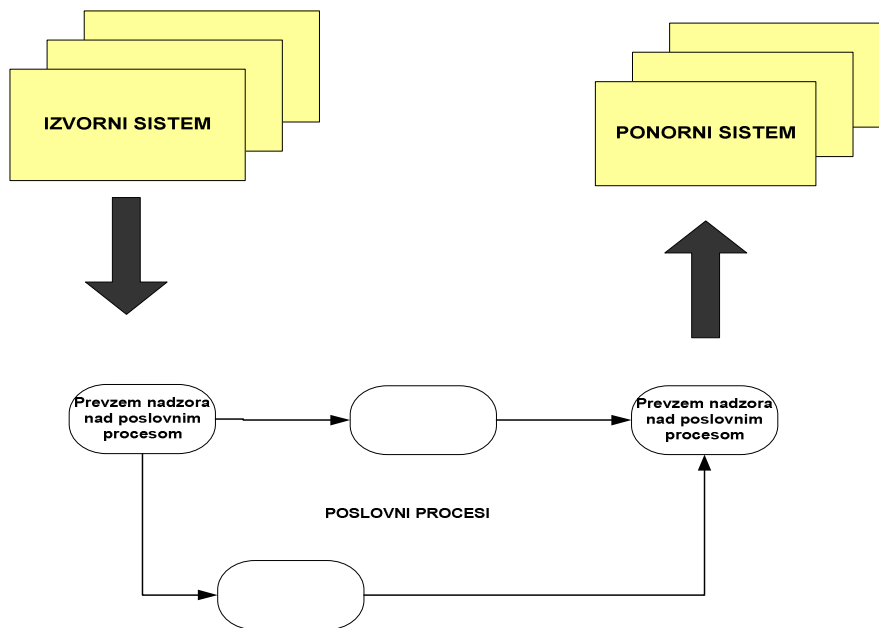 IZVORNI SISTEM
PONORNI SISTEM
Prevzem nadzora
nad poslovnim
procesom
Prevzem nadzora
nad poslovnim
procesom
POSLOVNI PROCESI